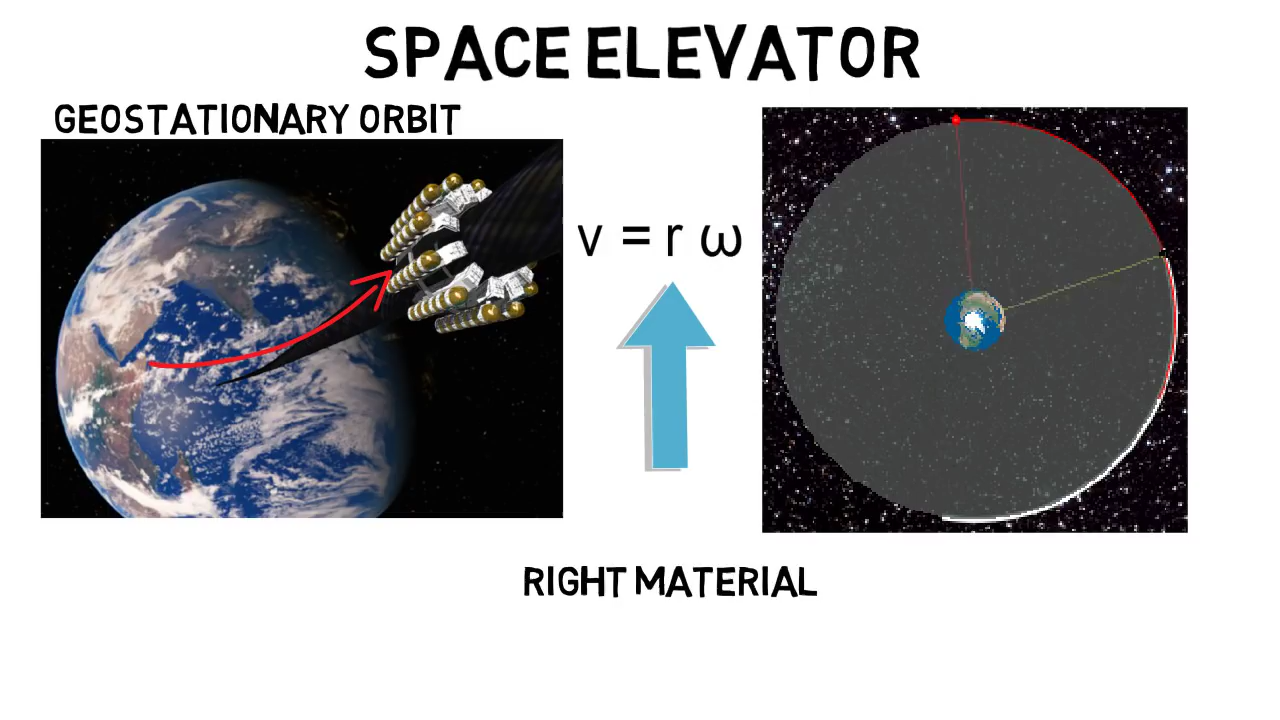 SPACE ELEVATOR
GEOSTATIONARY ORBIT
v = r ω
RIGHT MATERIAL